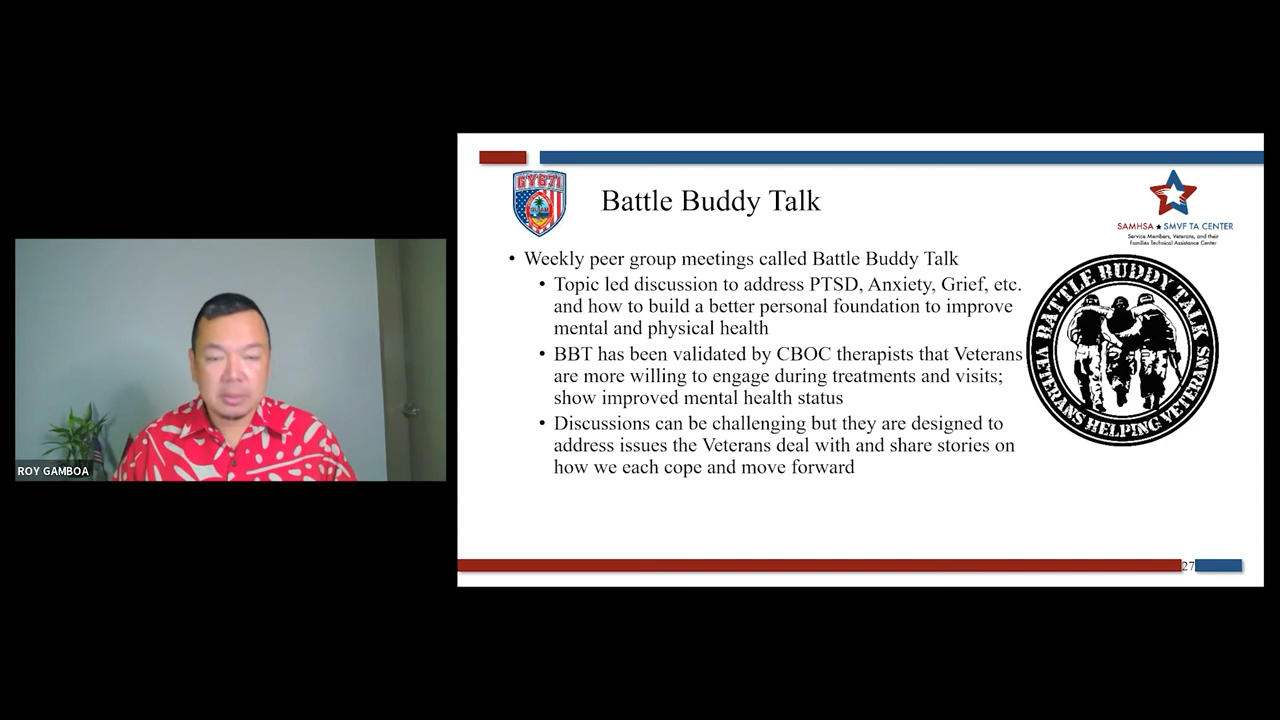 ROY GAMBOA
GY671
GUAM
Battle Buddy Talk
SAMHSA ★ SMVF TA CENTER
Service Members, Veterans, and their
Families Technical Assistance Center
• Weekly peer group meetings called Battle Buddy Talk
• Topic led discussion to address PTSD, Anxiety, Grief, etc.
and how to build a better personal foundation to improve
mental and physical health
• BBT has been validated by CBOC therapists that Veterans
are more willing to engage during treatments and visits;
show improved mental health status
• Discussions can be challenging but they are designed to
address issues the Veterans deal with and share stories on
how we each cope and move forward
BATTLE BUDDY TALK
VETERANS HELPING VETERANS
27